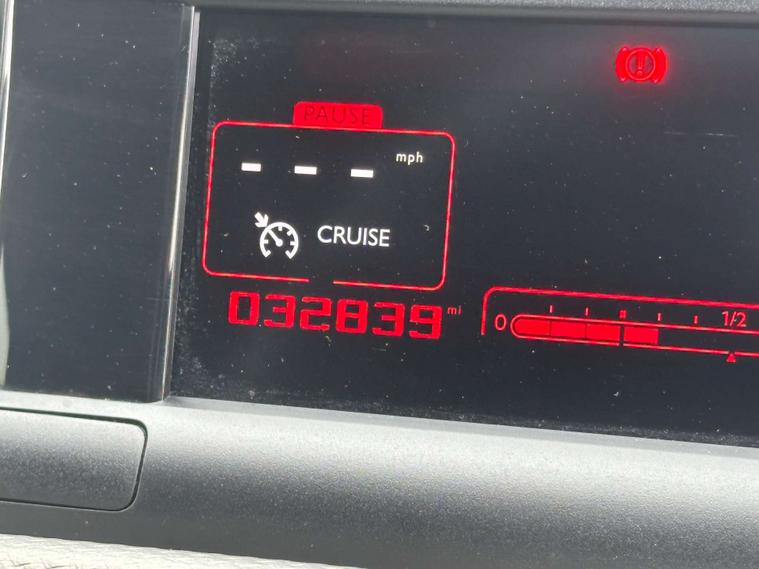 PAUSE
- - - mph
CRUISE
032839 mi
0 1/2